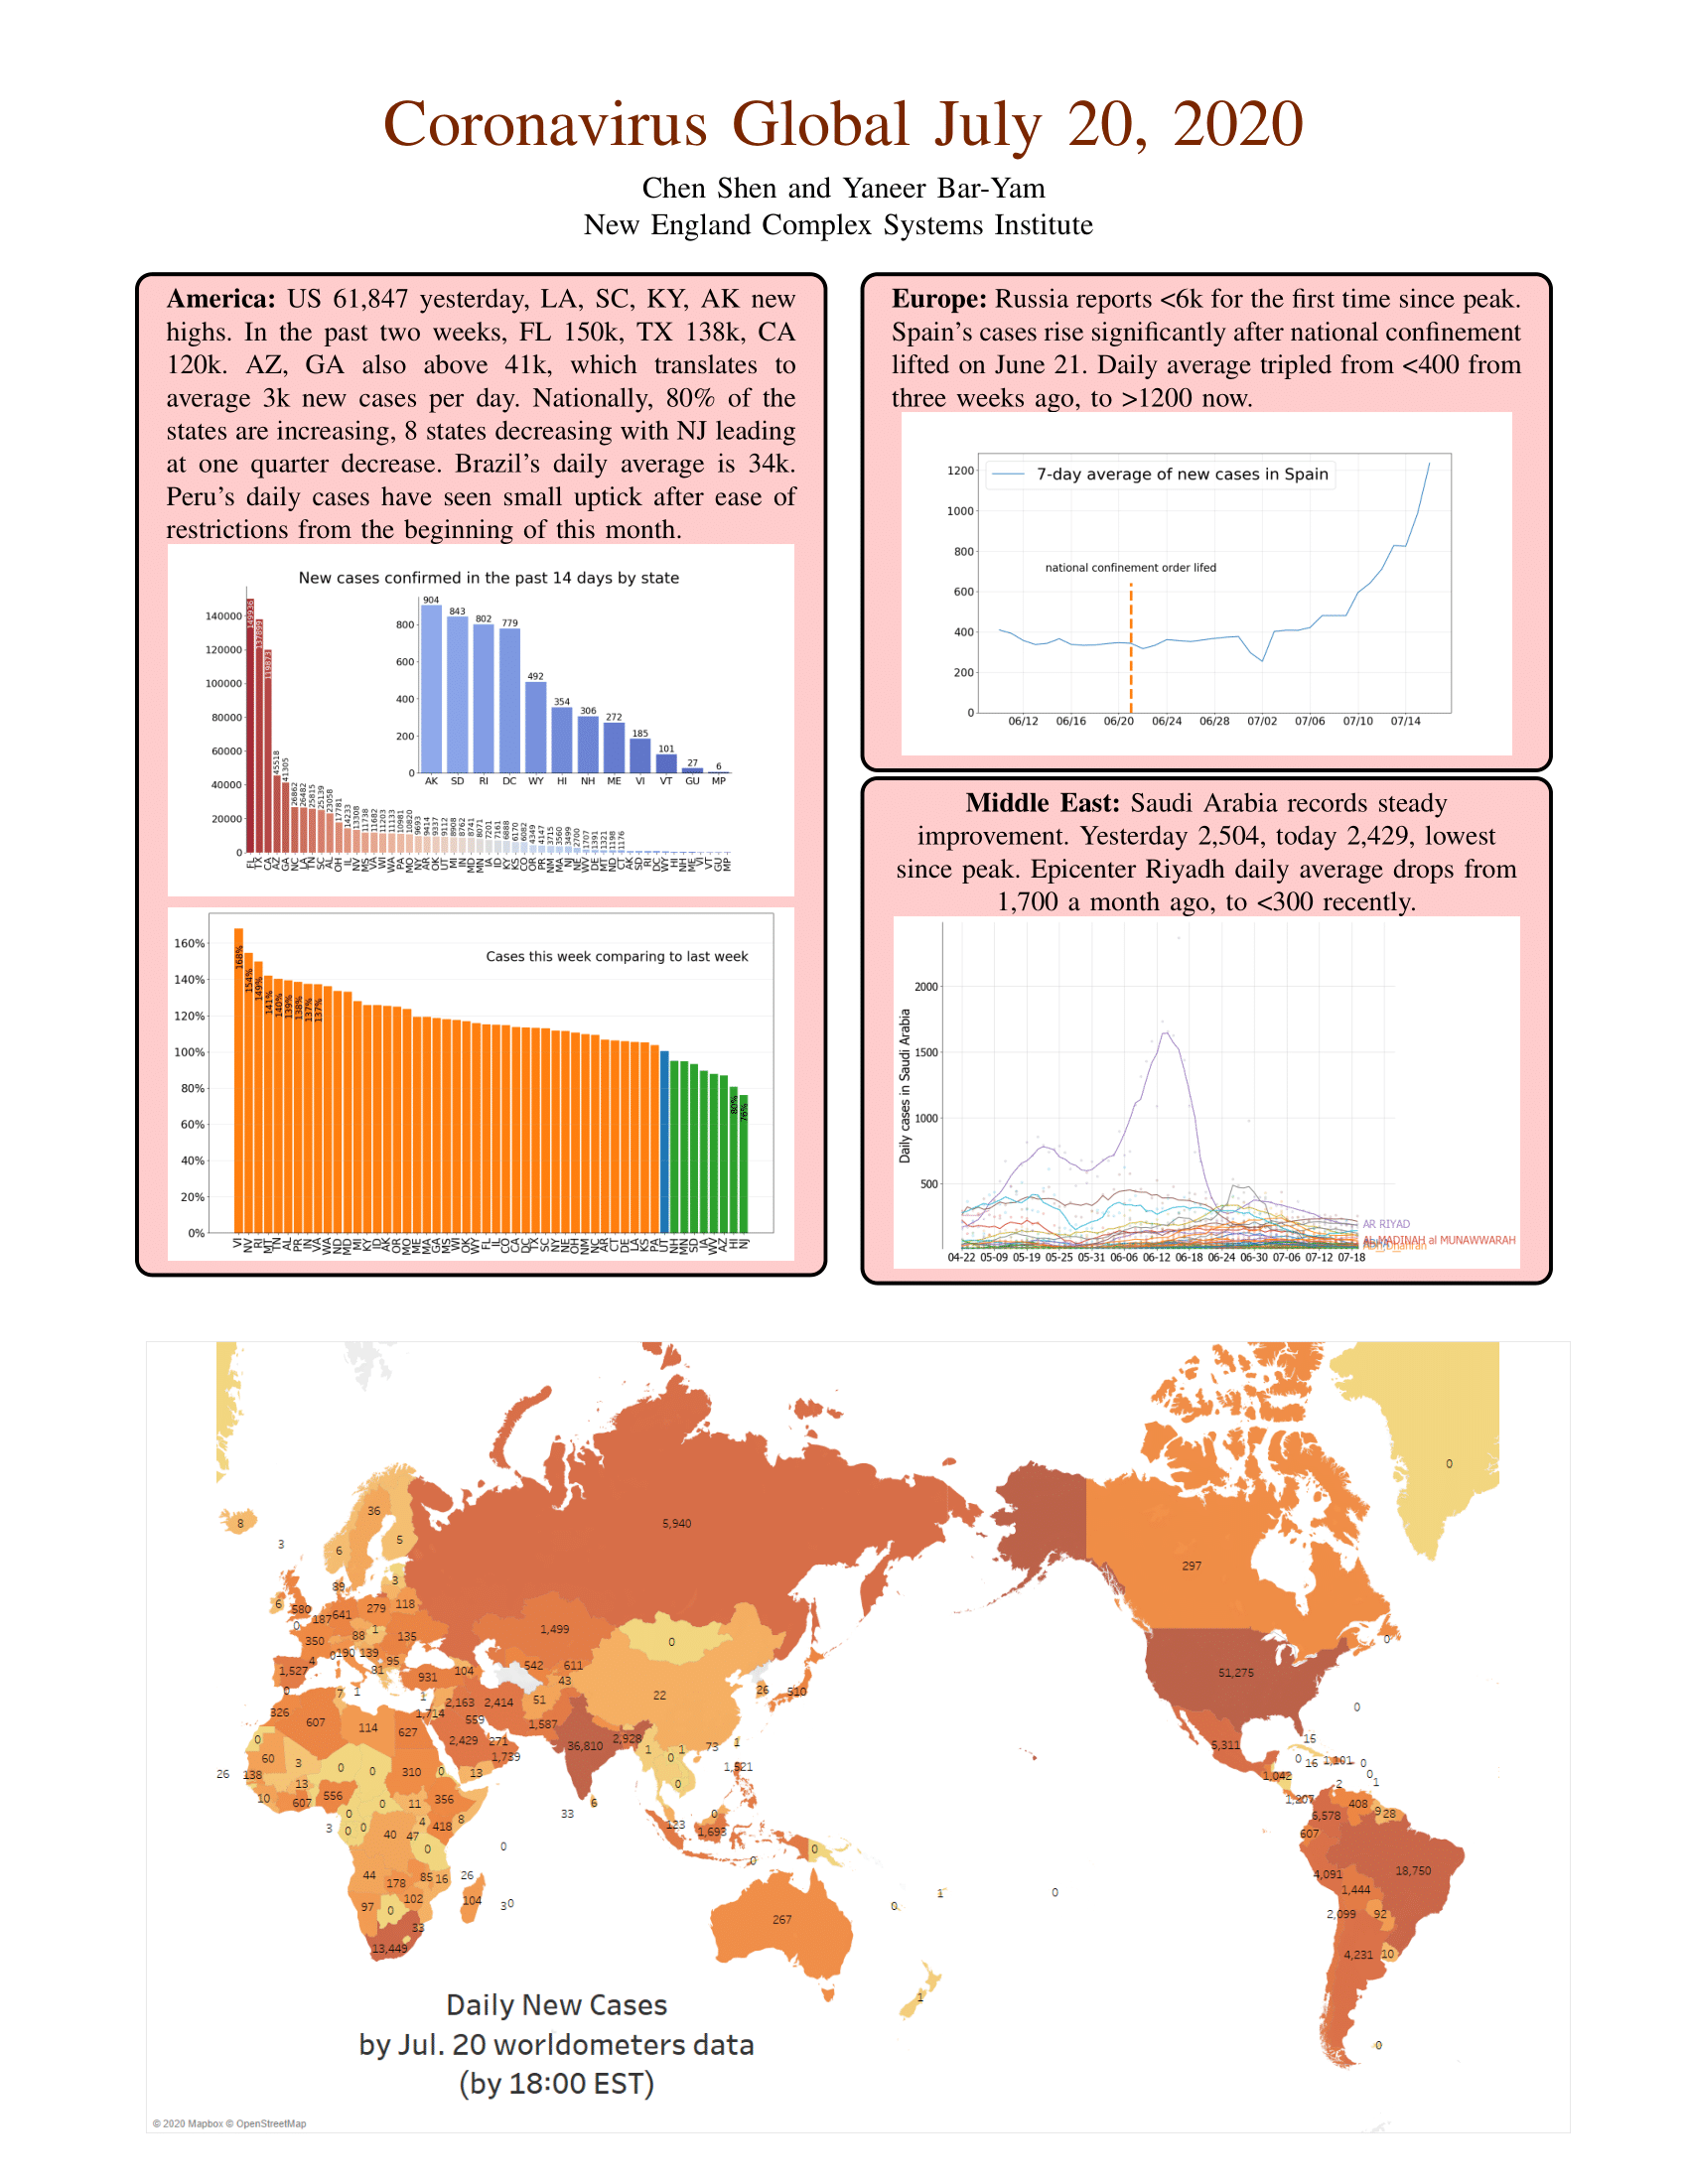 Coronavirus Global July 20, 2020
Chen Shen and Yaneer Bar-Yam
New England Complex Systems Institute
America: US 61,847 yesterday, LA, SC, KY, AK new
highs. In the past two weeks, FL 150k, TX 138k, CA
120k. AZ, GA also above 41k, which translates to
average 3k new cases per day. Nationally, 80% of the
states are increasing, 8 states decreasing with NJ leading
at one quarter decrease. Brazil's daily average is 34k.
Peru's daily cases have seen small uptick after ease of
restrictions from the beginning of this month.
New cases confirmed in the past 14 days by state
140000
120000
100000
80000
60000
40000
20000
0
149936 137899 119873 45518 41305 26862 26482 25815 25139 23058 17781 14233 13308 11738 11682 11203 11133 10981 10820 9693 9414 9337 9112 8908 8762 8741 8073 7201 7161 6888 6170 6082 4349 4147 3715 3560 3499 2700 1707 1391 1321 1198 1176
FL TX CA AZ GA NC LA TN SC AL OH IL NV MS VA WI WA PA MO NY AR OK UT MI IN MD MN IA ID KY KS CO OR PR NM MA NJ NE WV DE MT ND CT AK SD RI DC WY HI NH ME VI VT GU MP
800
600
400
200
0
904 843 802 779 492 354 306 272 185 101 27 6
AK SD RI DC WY HI NH ME VI VT GU MP
Cases this week comparing to last week
160%
140%
120%
100%
80%
60%
40%
20%
0%
168% 154% 149% 141% 140% 139% 138% 137% 137% 80% 76%
VI NV RI MT TN AL PR MA VA WA ND MD MI KY ID AK OR MO ME MA GA MS WI OK WY FL IL CO CA DC TX SC NY NE OH NM NC AR CT DE LA KS PA UT NH MN SD IA WV AZ HI NJ
Europe: Russia reports <6k for the first time since peak.
Spain's cases rise significantly after national confinement
lifted on June 21. Daily average tripled from <400 from
three weeks ago, to >1200 now.
7-day average of new cases in Spain
national confinement order lifed
1200
1000
800
600
400
200
0
06/12 06/16 06/20 06/24 06/28 07/02 07/06 07/10 07/14
Middle East: Saudi Arabia records steady
improvement. Yesterday 2,504, today 2,429, lowest
since peak. Epicenter Riyadh daily average drops from
1,700 a month ago, to <300 recently.
Daily cases in Saudi Arabia
2000
1500
1000
500
AR RIYAD
AL MADINAH al MUNAWWARAH
04-22 05-09 05-19 05-25 05-31 06-06 06-12 06-18 06-24 06-30 07-06 07-12 07-18
0
8 3 36 5 6
5,940
297
89 3
6 580 187 641 279 118
0 350 88 1 135
1,499
0
0
0 190 139
1,527 4 81 95 931 104 542 611 43
51,275
22
26 510
0 7 1 1
326 607 114 627 1,714 2,163 2,414 559 51 1,587
0
2,429 271 1,739
36,810 2,928
1 0 1 73 1
5,311 15
0 16 1,101 0
0 60 3 0 0 310 0 13
1,521
26 138 13
1,042 0 1
10 607 556 0 11 356
0
1,207 2 408 9 28
33 6
0 3 0 0 4 418 8
6,578
123 0 1,693
40 47 0 0
607
0 0
44 178 85 16 26
4,091 18,750
1,444
97 0 102 104 3 0
0 1 0
2,099 92
33
267
13,449
4,231 10
1
0
Daily New Cases
by Jul. 20 worldometers data
(by 18:00 EST)
© 2020 Mapbox © OpenStreetMap